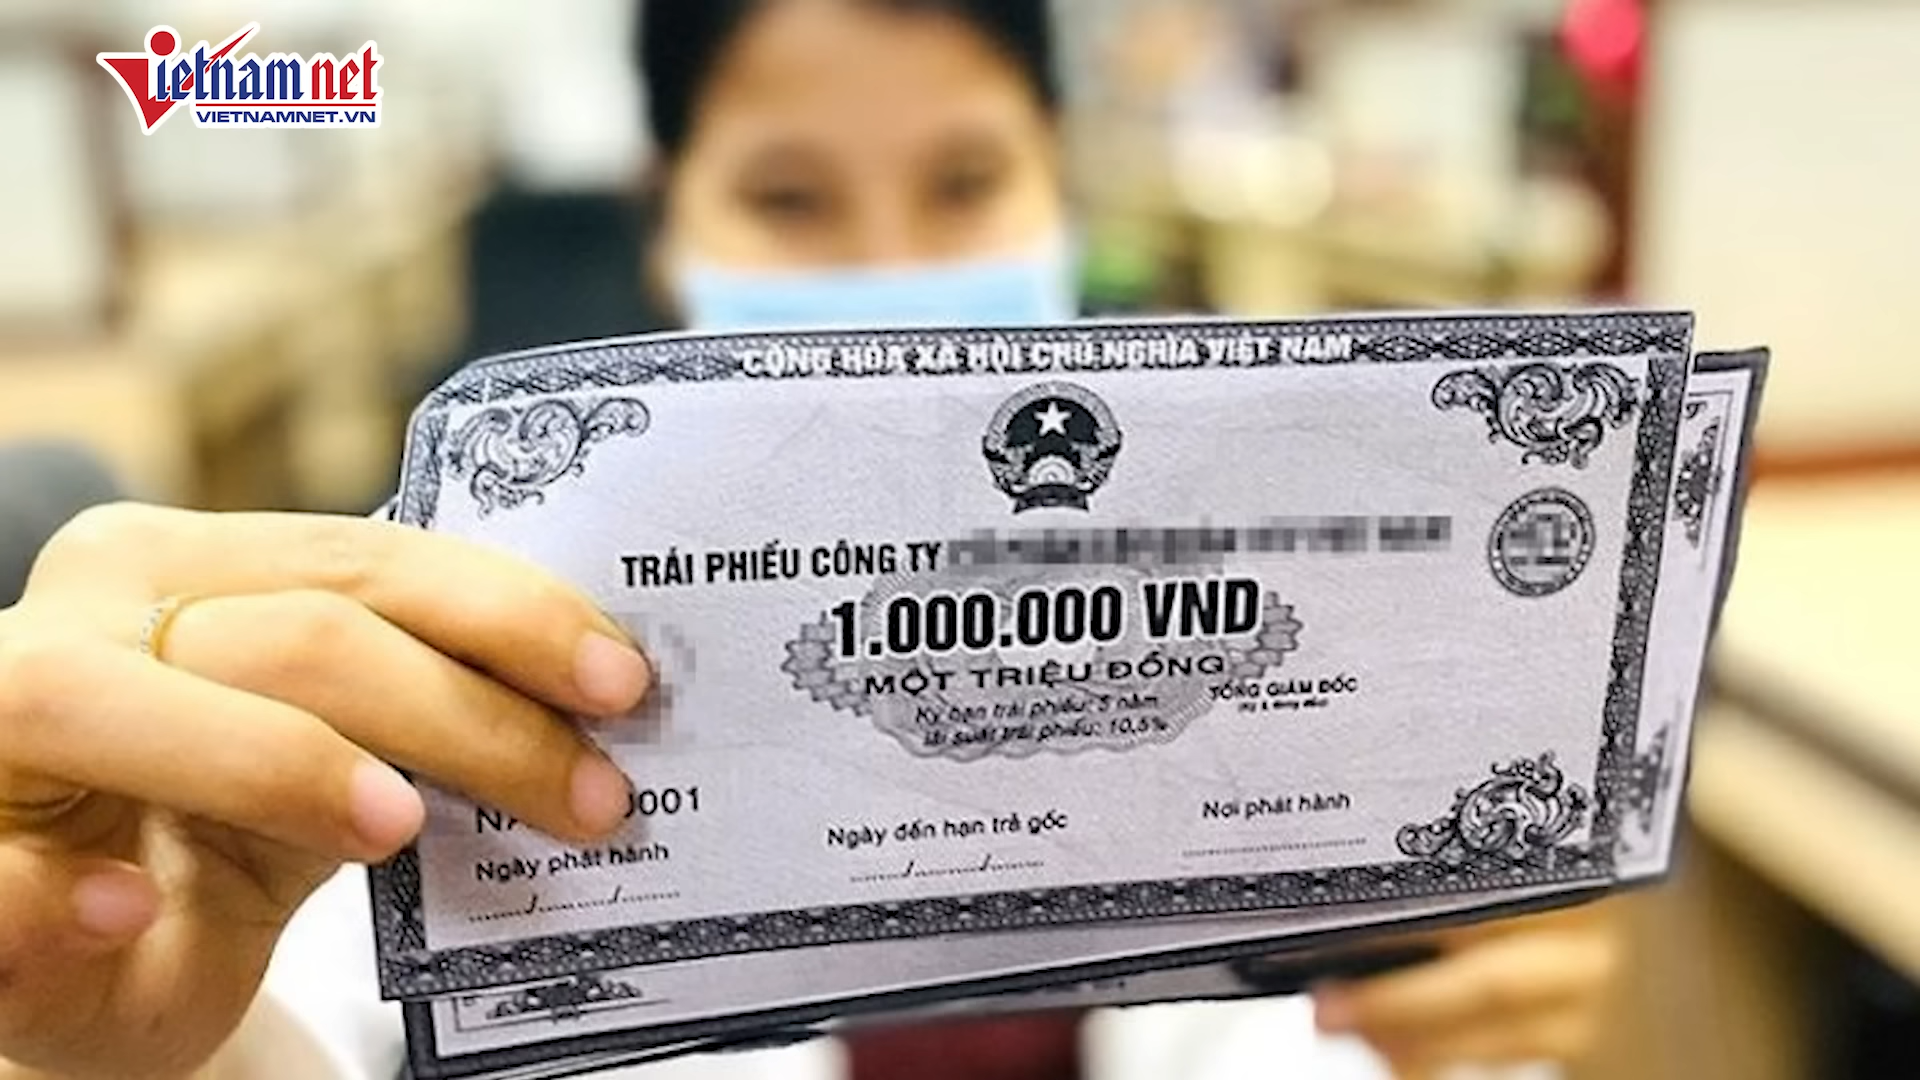 Vietnamnet
VIETNAMNET.VN
CỘNG HÒA XÃ HỘI CHỦ NGHĨA VIỆT NAM
TRÁI PHIẾU CÔNG TY
1.000.000 VND
MỘT TRIỆU ĐỒNG
Kỳ hạn trái phiếu: 5 năm
lãi suất trái phiếu: 10,5%
TỔNG GIÁM ĐỐC
0001
Ngày phát hành
Ngày đến hạn trả gốc
Nơi phát hành